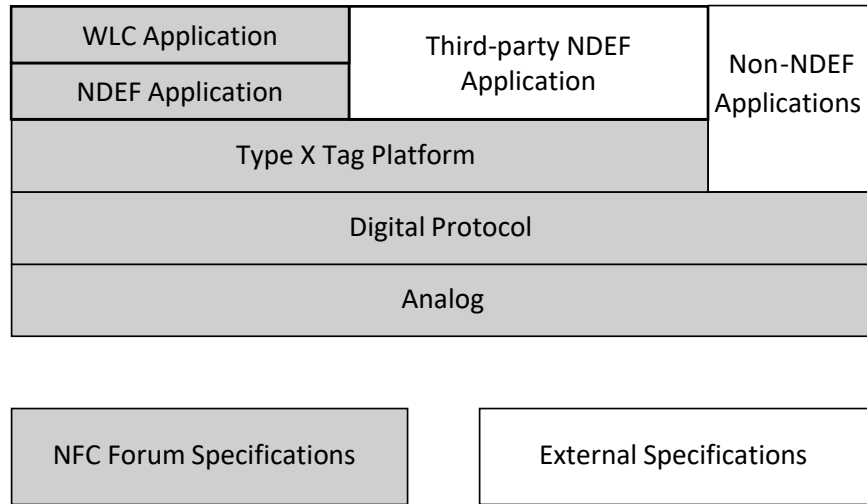 WLC Application
NDEF Application
Third-party NDEF
Application
Non-NDEF
Applications
Type X Tag Platform
Digital Protocol
Analog
NFC Forum Specifications
External Specifications